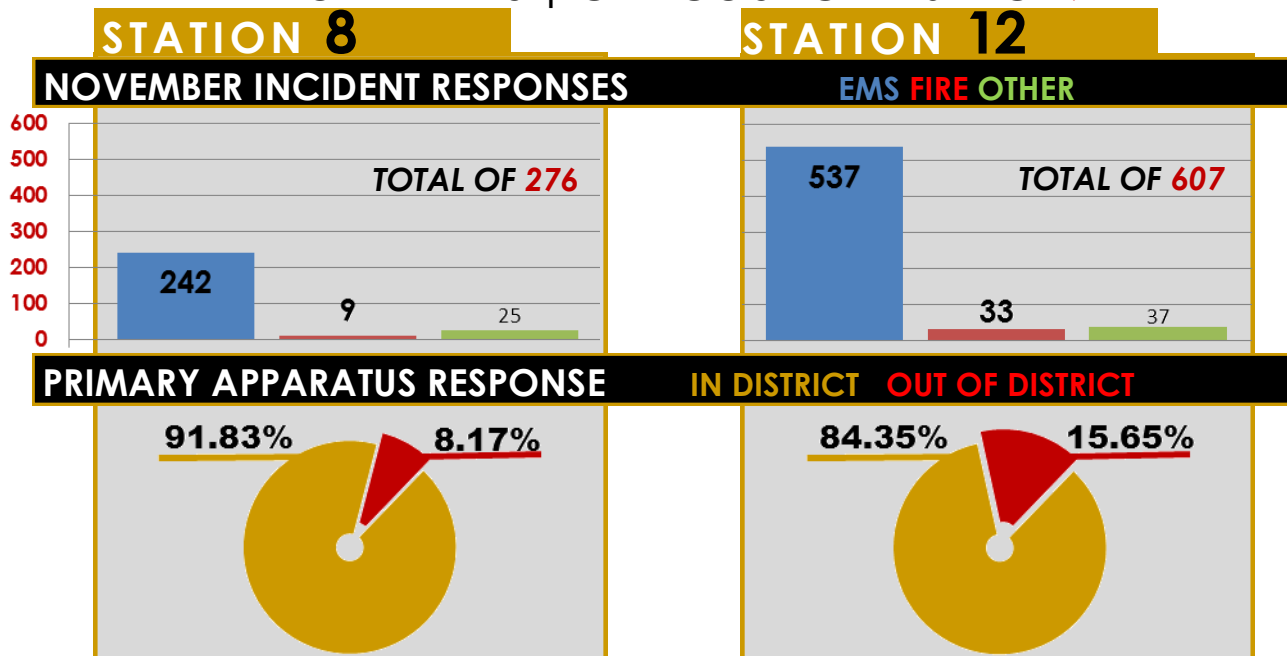 STATION 8
STATION 12
NOVEMBER INCIDENT RESPONSES EMS FIRE OTHER
600
500
400
300
200
100
0
TOTAL OF 276
242
9
25
TOTAL OF 607
537
33
37
PRIMARY APPARATUS RESPONSE IN DISTRICT OUT OF DISTRICT
91.83%
8.17%
84.35%
15.65%